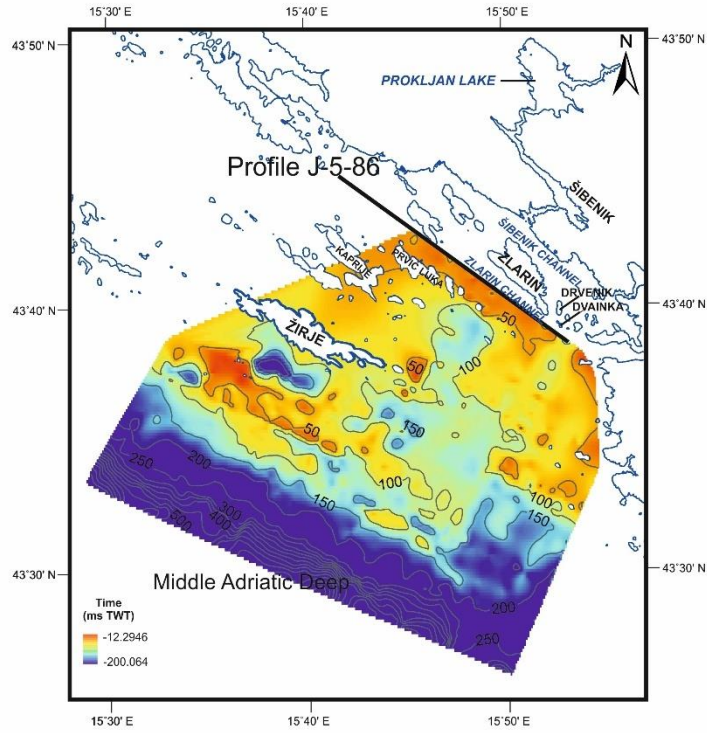 15˚30' E
15˚40' E
15˚50' E
43˚50' N
43˚50' N
N
PROKLJAN LAKE
Profile J-5-86
ŠIBENIK
ŠIBENIK CHANNEL
KAPRIJE
PRVIĆ LUKA
ZLARIN
ZLARIN CHANNEL
DRVENIK
DVAINKA
43˚40' N
43˚40' N
50
ŽIRJE
100
50
150
50
100
100
150
200
250
150
300
400
500
43˚30' N
43˚30' N
Middle Adriatic Deep
200
250
Time
(ms TWT)
-12.2946
-200.064
15˚30' E
15˚40' E
15˚50' E